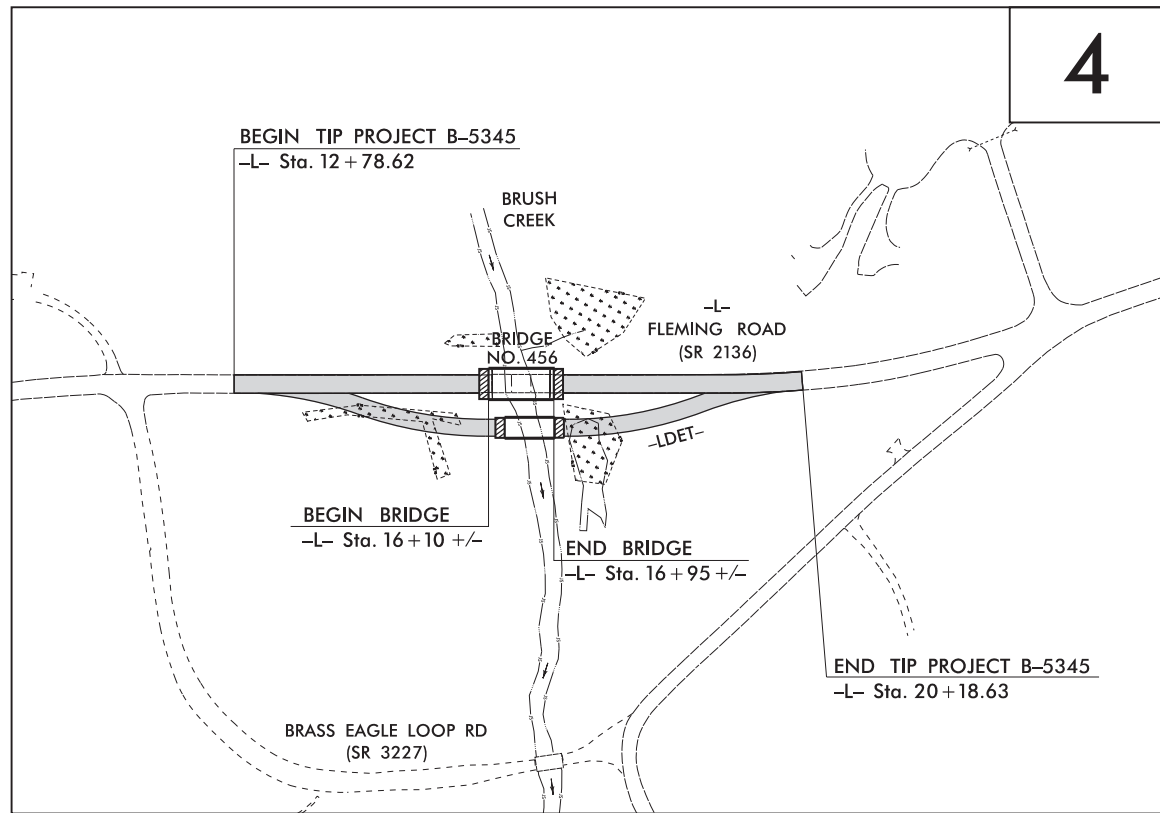 4
BEGIN TIP PROJECT B–5345
–L– Sta. 12+78.62
BRUSH
CREEK
–L–
FLEMING ROAD
(SR 2136)
BRIDGE
NO. 456
–LDET–
BEGIN BRIDGE
–L– Sta. 16+10 +/–
END BRIDGE
–L– Sta. 16+95 +/–
END TIP PROJECT B–5345
–L– Sta. 20+18.63
BRASS EAGLE LOOP RD
(SR 3227)